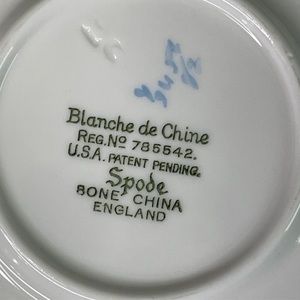 Blanche de Chine
REG. NO 785542.
U.S.A. PATENT PENDING.
Spode
BONE CHINA
ENGLAND